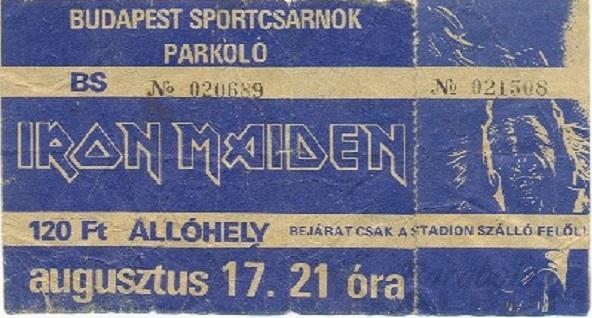 BUDAPEST SPORTCSARNOK
PARKOLÓ
BS № 020689 № 021508
IRON MAIDEN
120 Ft ÁLLÓHELY BEJÁRAT CSAK A STADION SZÁLLÓ FELŐL!
augusztus 17. 21 óra